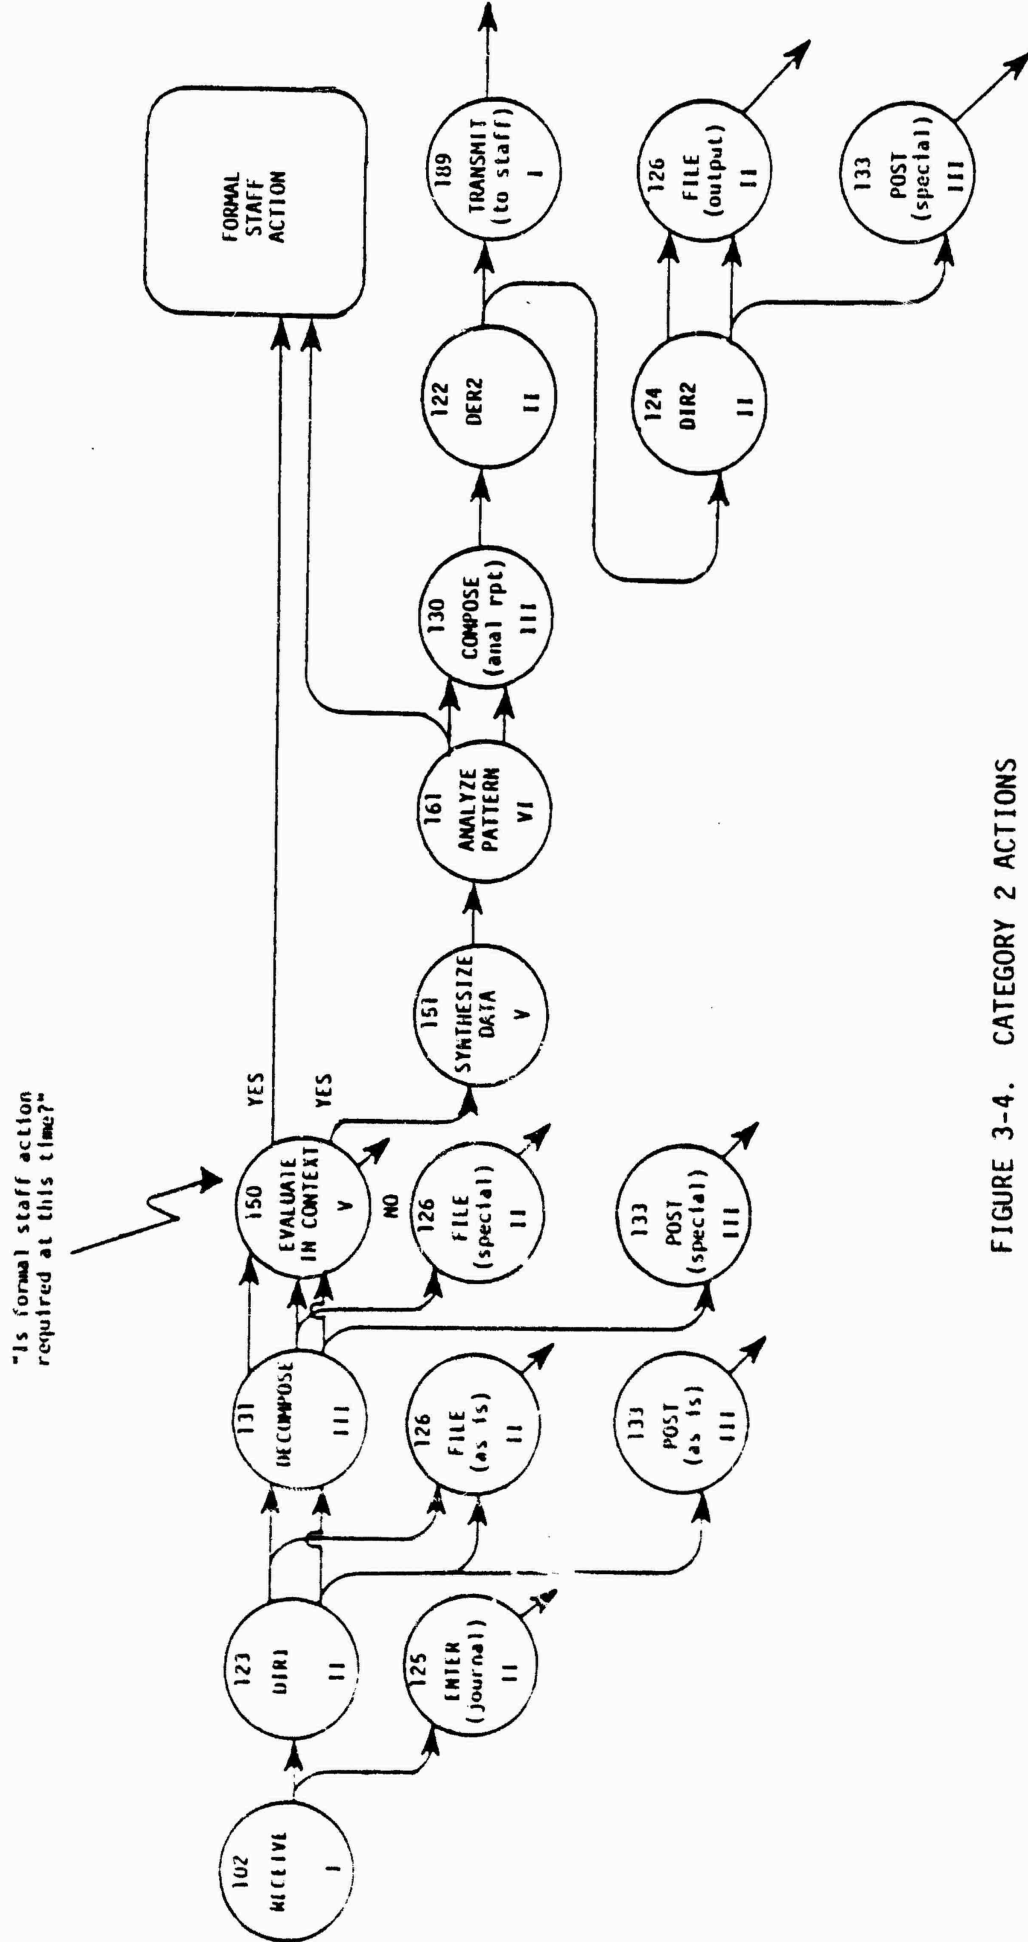 "Is formal staff action
required at this time?"
102
RECEIVE
I
123
DIR1
II
125
ENTER
(journal)
II
131
DECOMPOSE
III
126
FILE
(as is)
II
133
POST
(as is)
III
150
EVALUATE
IN CONTEXT
V
YES
YES
NO
126
FILE
(special)
II
133
POST
(special)
III
151
SYNTHESIZE
DATA
V
161
ANALYZE
PATTERN
VI
130
COMPOSE
(anal rpt)
III
122
DER2
II
124
DIR2
II
FORMAL
STAFF
ACTION
189
TRANSMIT
(to staff)
I
126
FILE
(output)
II
133
POST
(special)
III
FIGURE 3-4. CATEGORY 2 ACTIONS